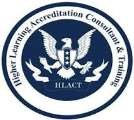 Higher Learning Accreditation Consultant & Training
HLACT